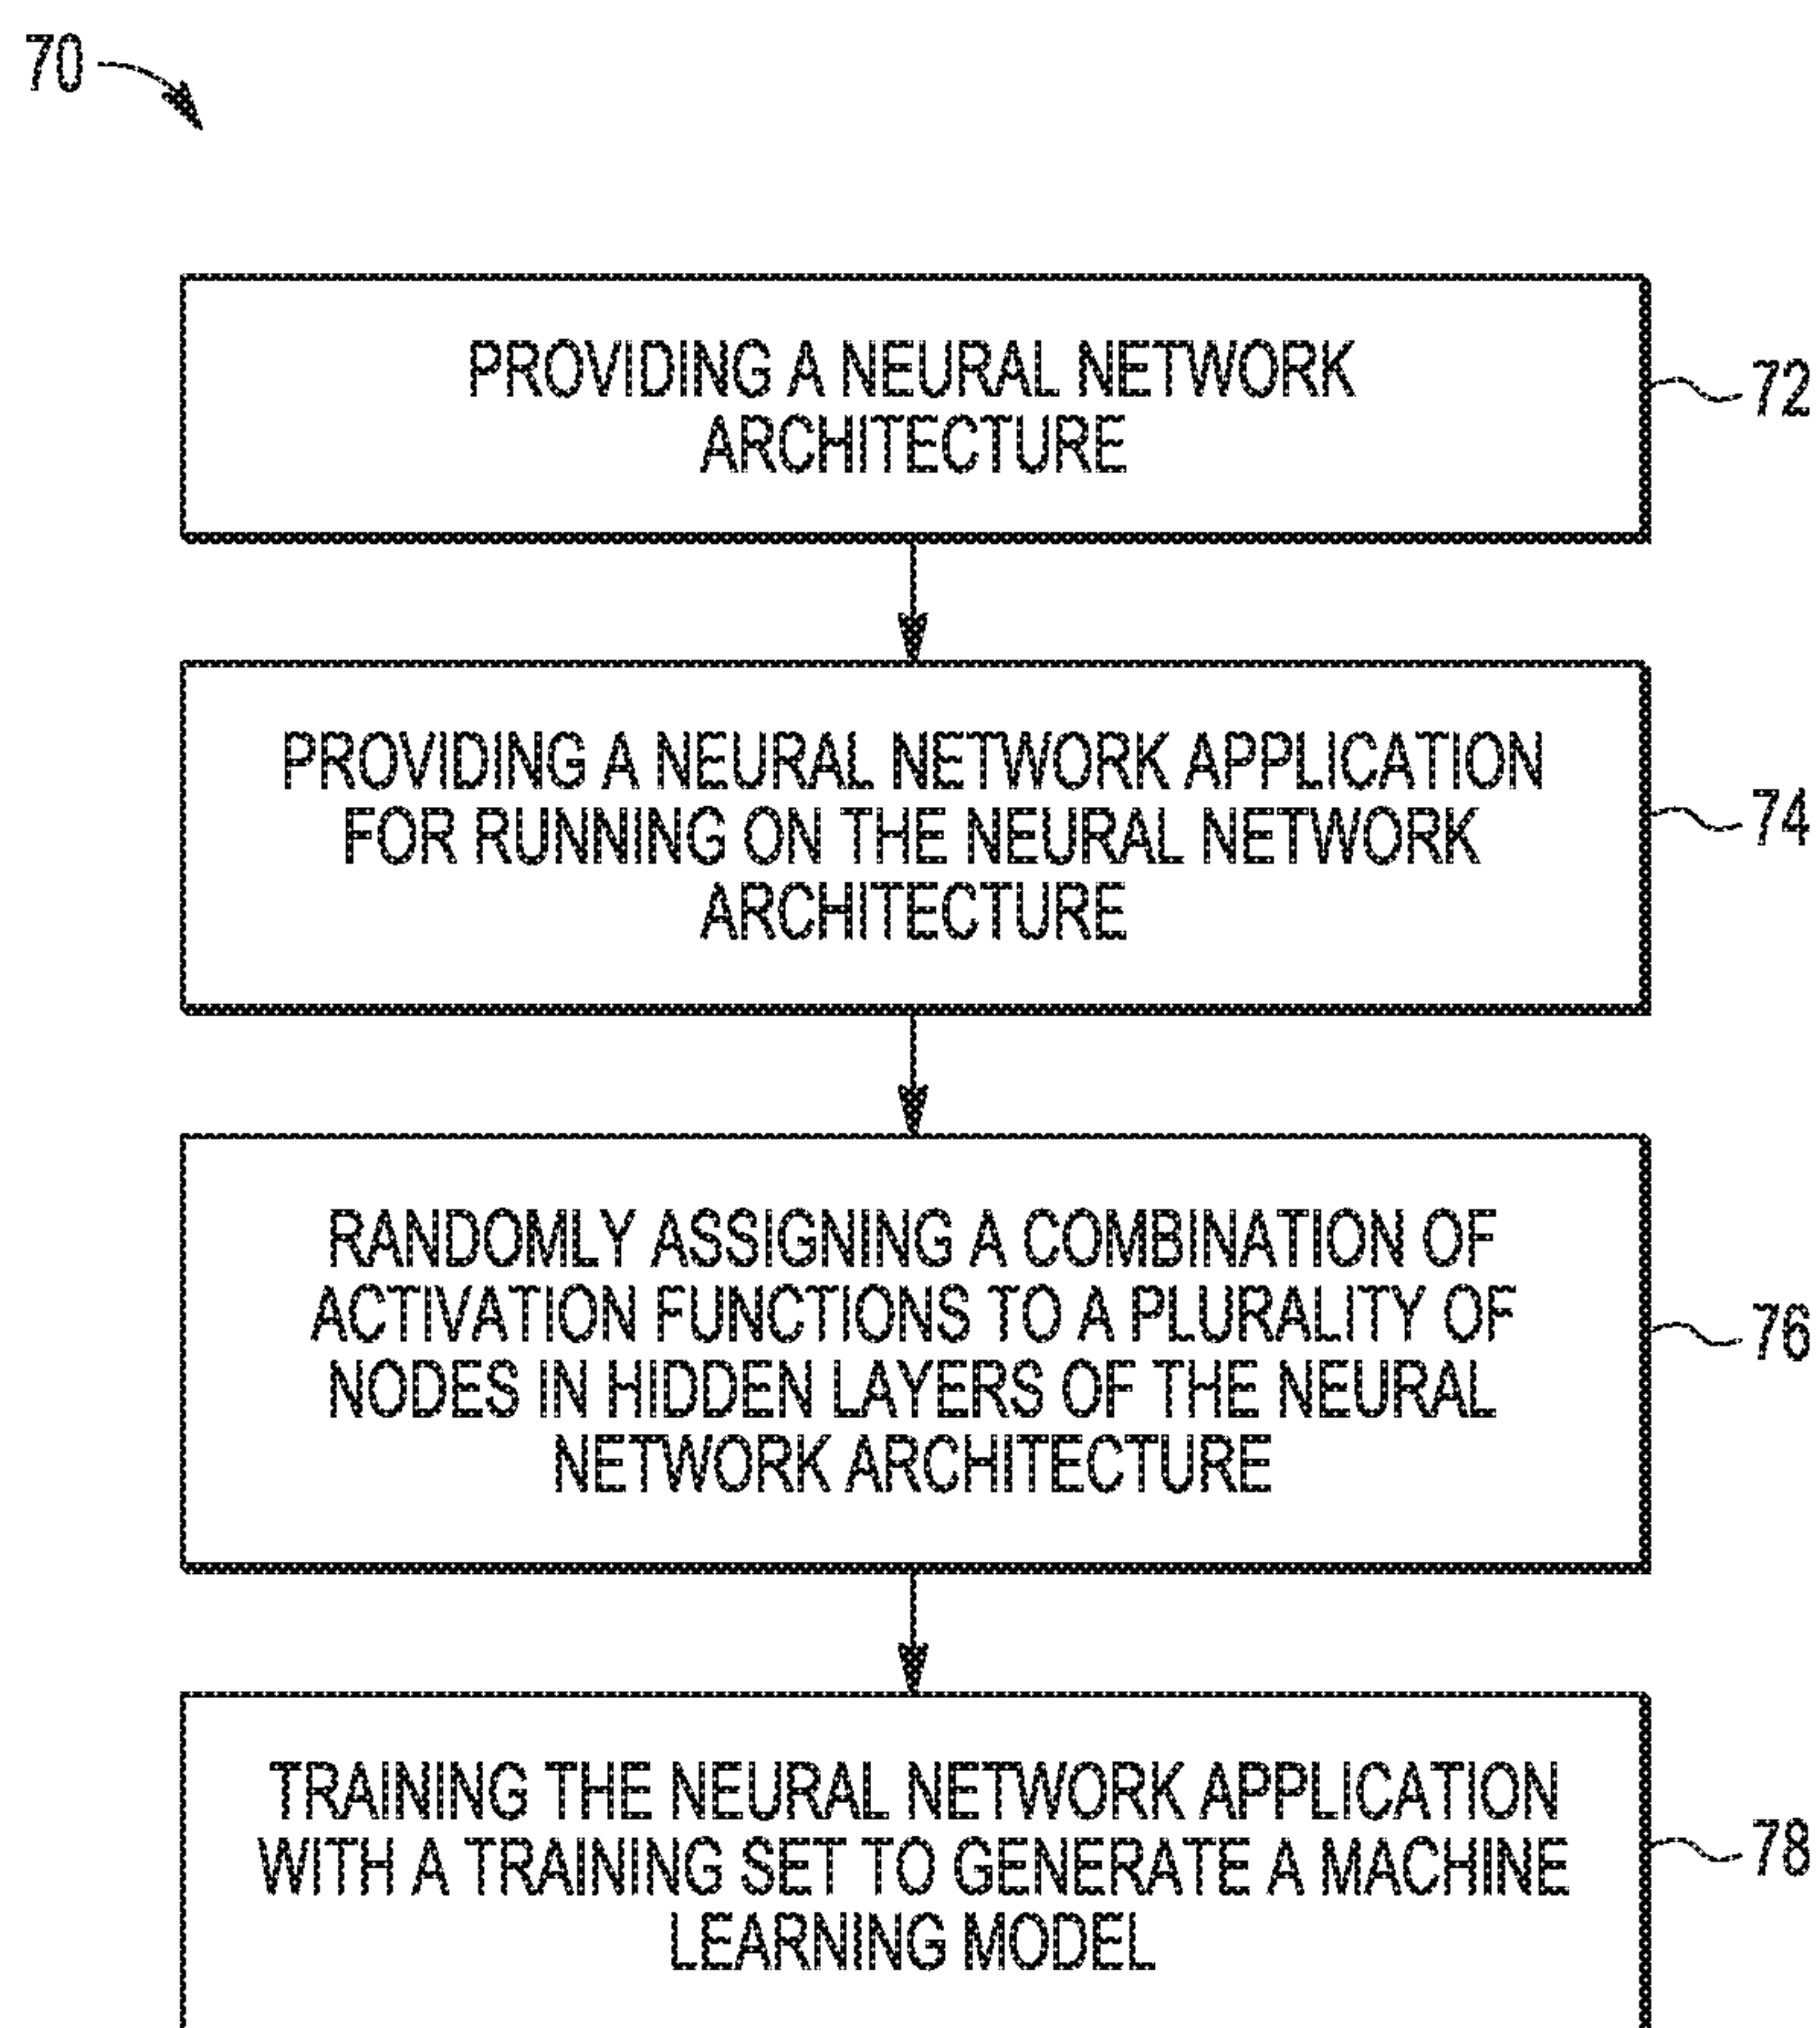 70
PROVIDING A NEURAL NETWORK
ARCHITECTURE
72
PROVIDING A NEURAL NETWORK APPLICATION
FOR RUNNING ON THE NEURAL NETWORK
ARCHITECTURE
74
RANDOMLY ASSIGNING A COMBINATION OF
ACTIVATION FUNCTIONS TO A PLURALITY OF
NODES IN HIDDEN LAYERS OF THE NEURAL
NETWORK ARCHITECTURE
76
TRAINING THE NEURAL NETWORK APPLICATION
WITH A TRAINING SET TO GENERATE A MACHINE
LEARNING MODEL
78